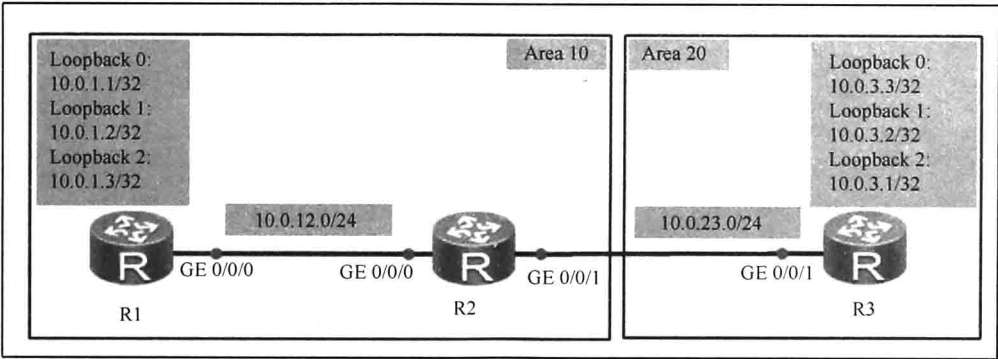 Loopback 0:
10.0.1.1/32
Loopback 1:
10.0.1.2/32
Loopback 2:
10.0.1.3/32
Area 10
Area 20
Loopback 0:
10.0.3.3/32
Loopback 1:
10.0.3.2/32
Loopback 2:
10.0.3.1/32
10.0.12.0/24
10.0.23.0/24
R
GE 0/0/0
GE 0/0/0
R
GE 0/0/1
GE 0/0/1
R
R1
R2
R3